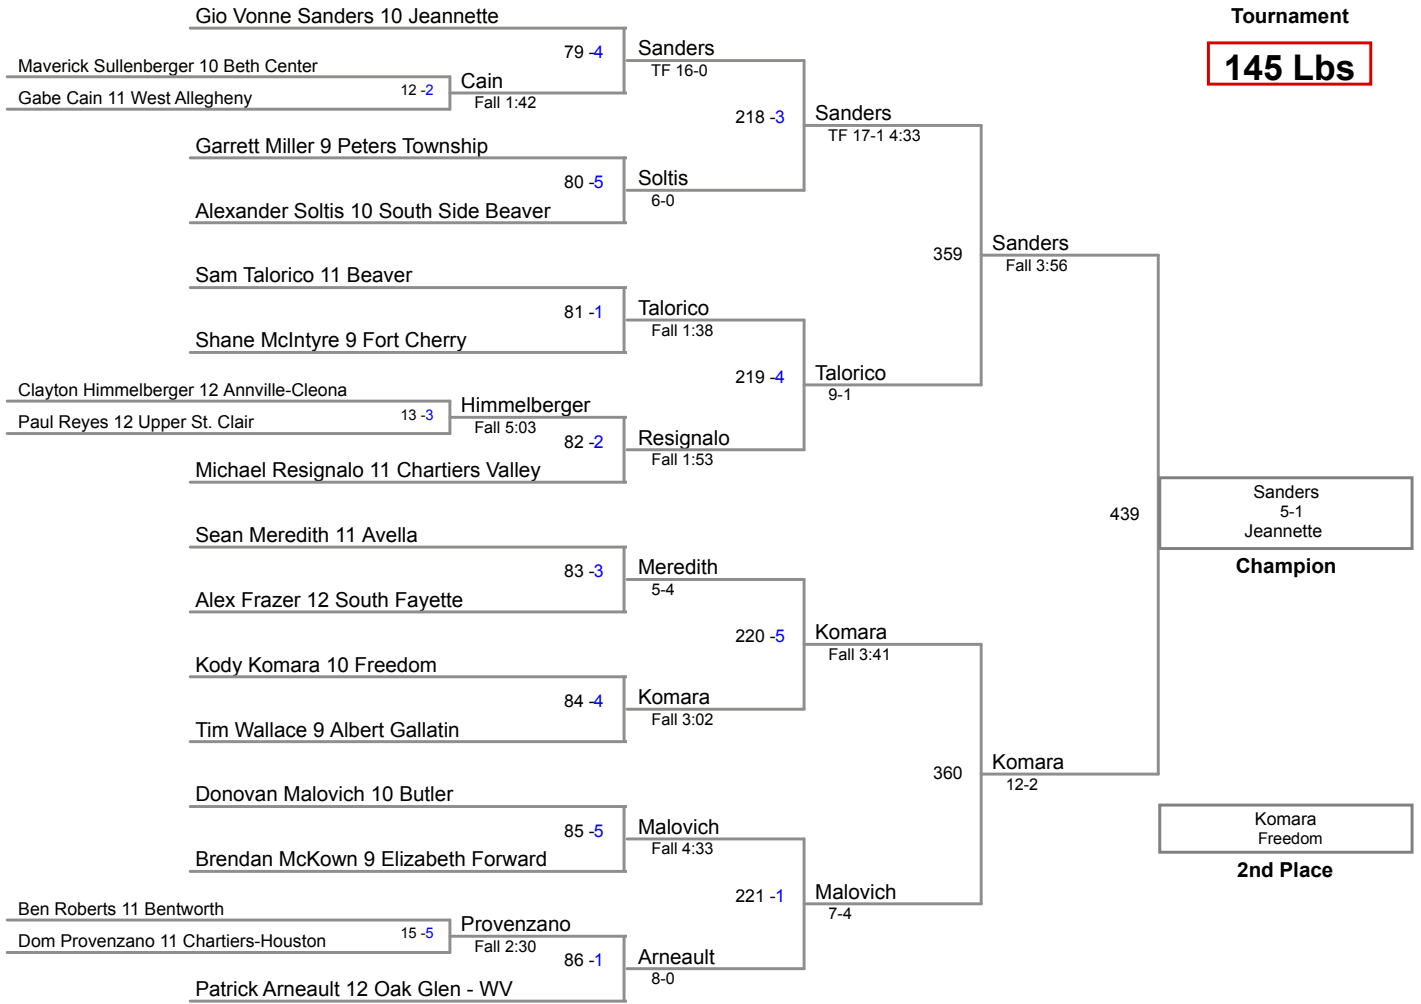 Tournament
145 Lbs
Gio Vonne Sanders 10 Jeannette
79 -4
Sanders
TF 16-0
Maverick Sullenberger 10 Beth Center
12 -2
Gabe Cain 11 West Allegheny
Cain
Fall 1:42
218 -3
Sanders
TF 17-1 4:33
Garrett Miller 9 Peters Township
80 -5
Soltis
6-0
Alexander Soltis 10 South Side Beaver
359
Sanders
Fall 3:56
Sam Talorico 11 Beaver
81 -1
Talorico
Fall 1:38
Shane McIntyre 9 Fort Cherry
219 -4
Talorico
9-1
Clayton Himmelberger 12 Annville-Cleona
13 -3
Paul Reyes 12 Upper St. Clair
Himmelberger
Fall 5:03
82 -2
Resignalo
Fall 1:53
Michael Resignalo 11 Chartiers Valley
439
Sanders
5-1
Jeannette
Champion
Sean Meredith 11 Avella
83 -3
Meredith
5-4
Alex Frazer 12 South Fayette
220 -5
Komara
Fall 3:41
Kody Komara 10 Freedom
84 -4
Komara
Fall 3:02
Tim Wallace 9 Albert Gallatin
360
Komara
12-2
Donovan Malovich 10 Butler
85 -5
Malovich
Fall 4:33
Brendan McKown 9 Elizabeth Forward
Komara
Freedom
2nd Place
221 -1
Malovich
7-4
Ben Roberts 11 Bentworth
15 -5
Dom Provenzano 11 Chartiers-Houston
Provenzano
Fall 2:30
86 -1
Arneault
8-0
Patrick Arneault 12 Oak Glen - WV